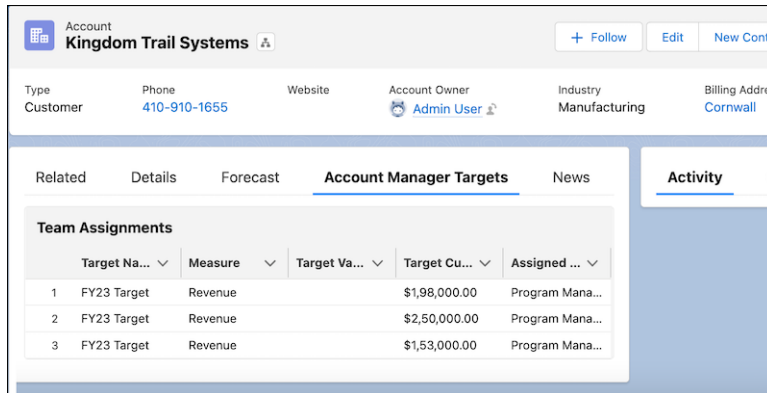 Account
Kingdom Trail Systems
+ Follow Edit New Cont
Type Phone Website Account Owner Industry Billing Addre
Customer 410-910-1655 Admin User Manufacturing Cornwall
Related Details Forecast Account Manager Targets News Activity
Team Assignments
Target Na... Measure Target Va... Target Cu... Assigned ...
1 FY23 Target Revenue $1,98,000.00 Program Mana...
2 FY23 Target Revenue $2,50,000.00 Program Mana...
3 FY23 Target Revenue $1,53,000.00 Program Mana...